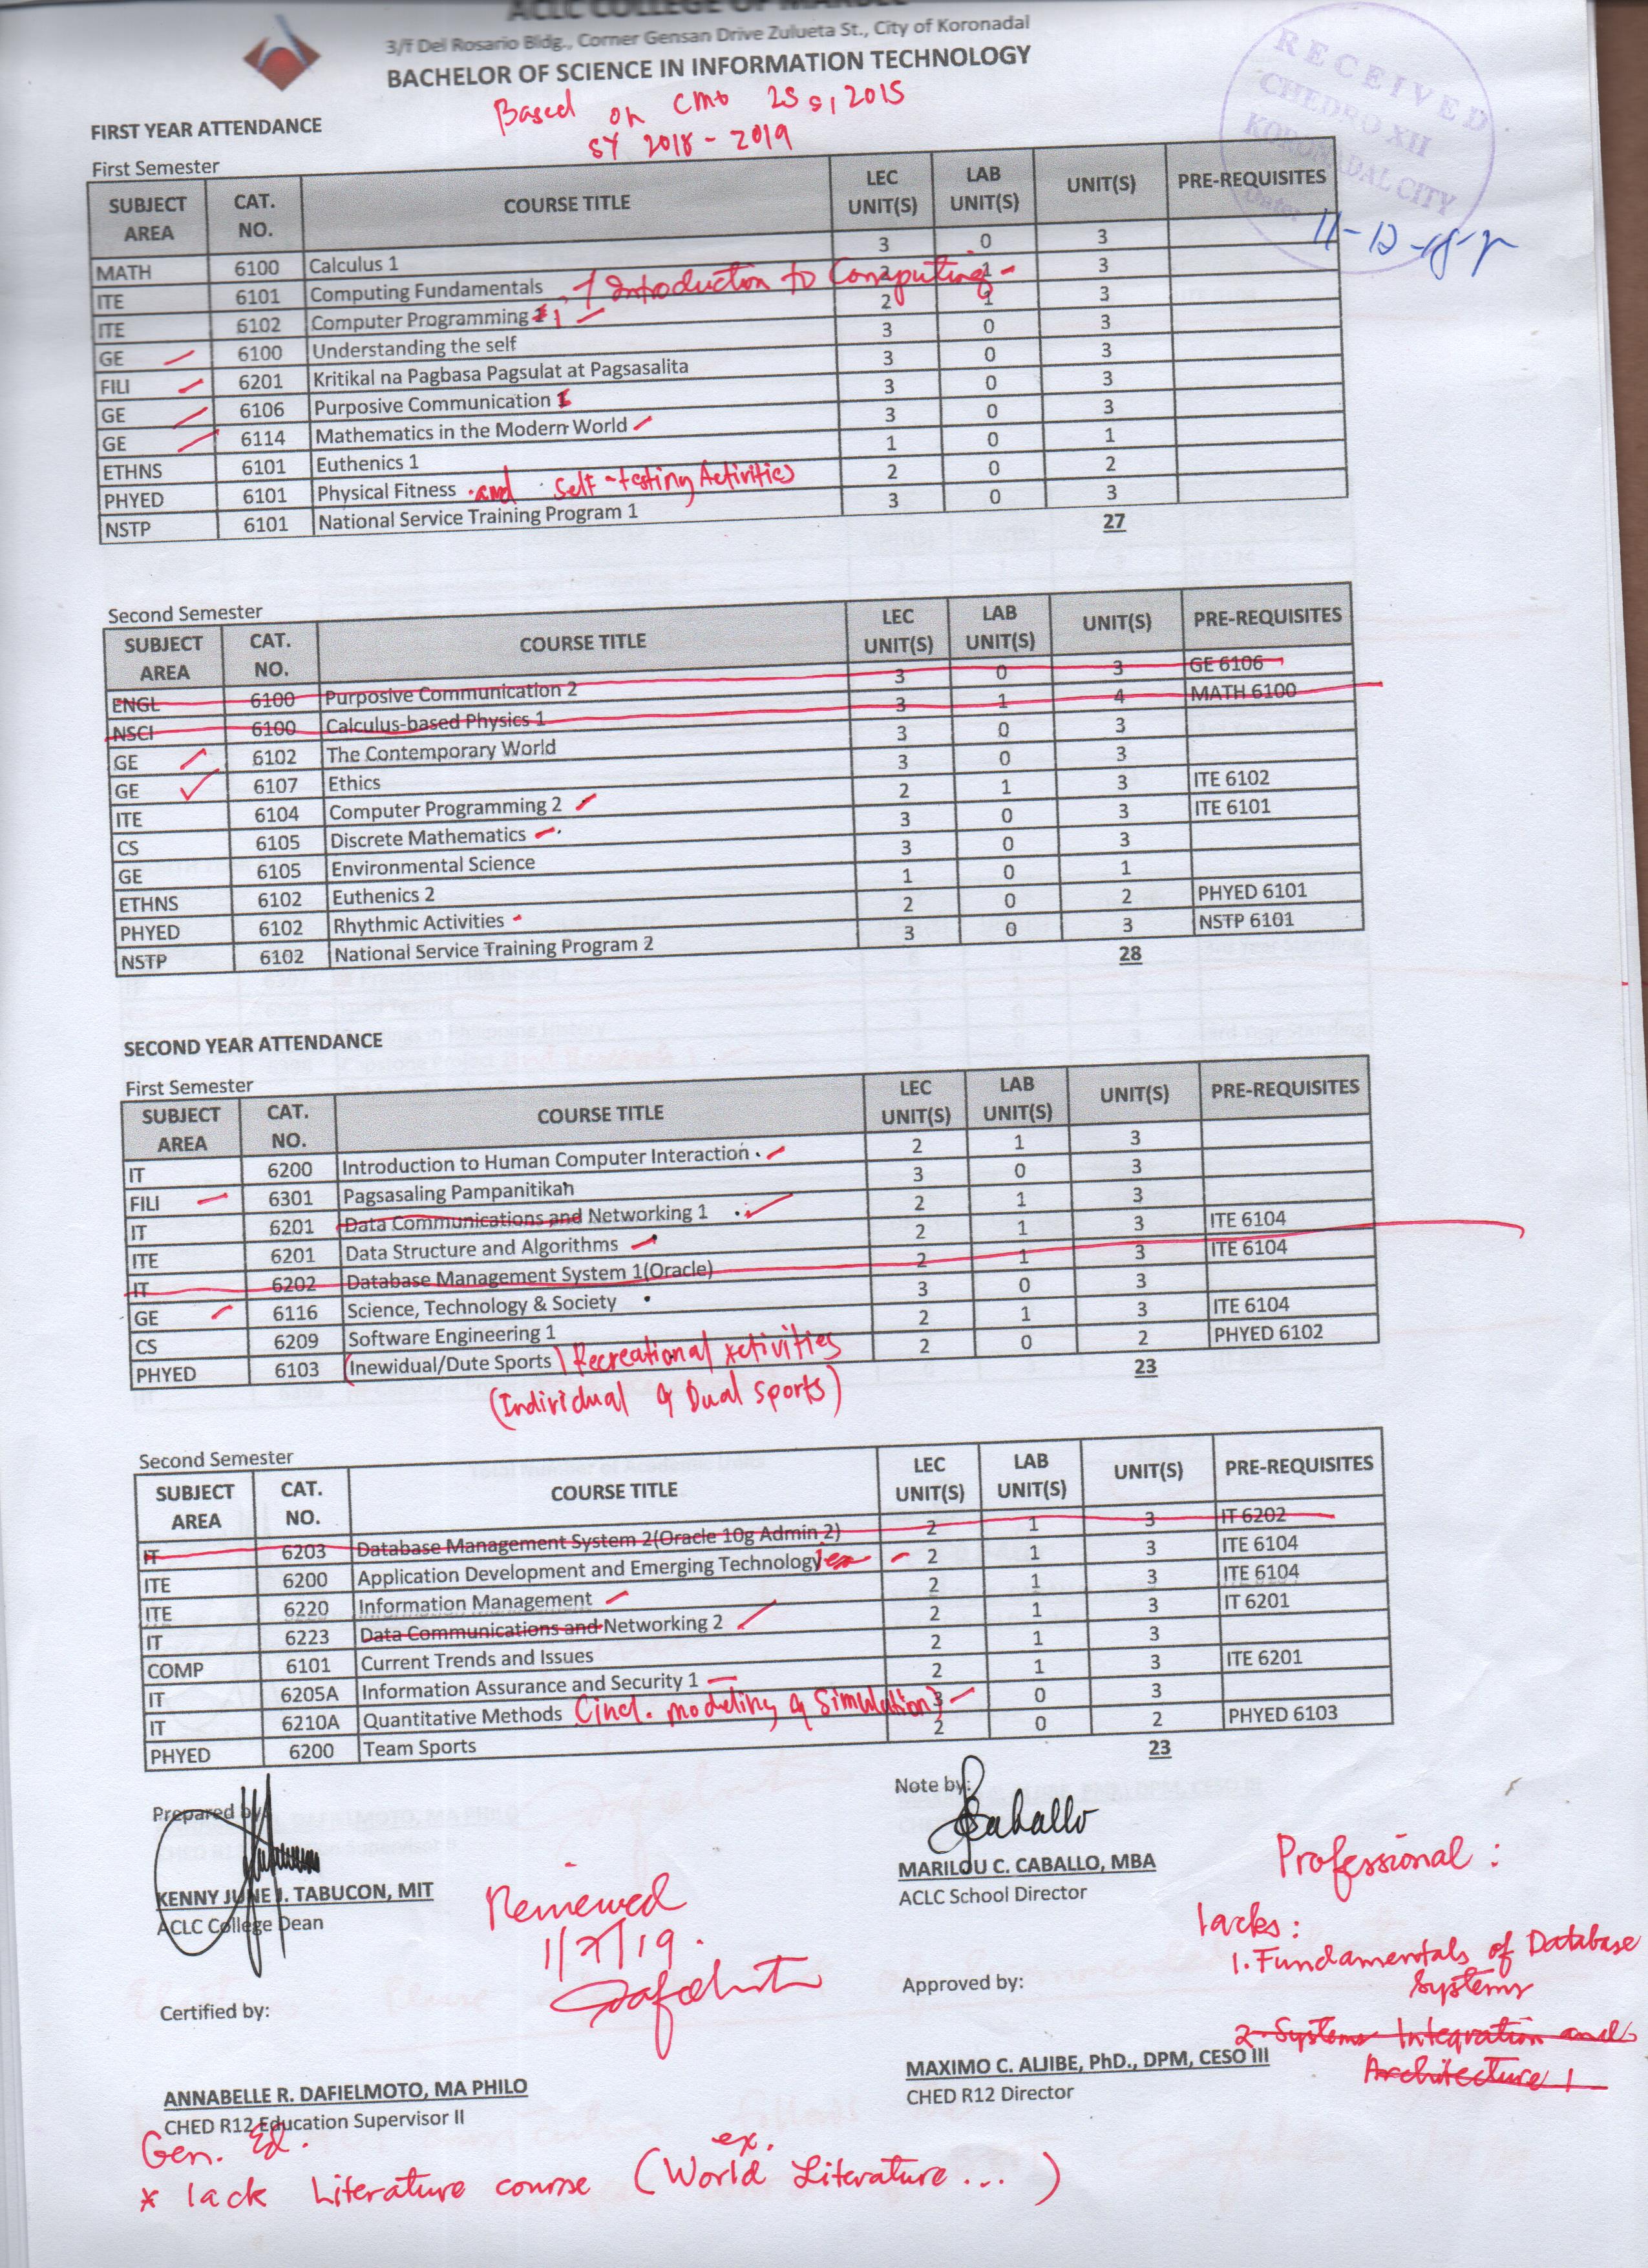 ACLC COLLEGE OF MARBEL
3/f Del Rosario Bldg., Corner Gensan Drive Zulueta St., City of Koronadal
BACHELOR OF SCIENCE IN INFORMATION TECHNOLOGY
Based on CMO 25 s, 2015
SY 2018 - 2019
RECEIVED
CHEDRO XII
KORONADAL CITY
Date:
FIRST YEAR ATTENDANCE
First Semester
SUBJECT AREA CAT. NO. COURSE TITLE LEC UNIT(S) LAB UNIT(S) UNIT(S) PRE-REQUISITES
MATH 6100 Calculus 1 3 0 3
ITE 6101 Computing Fundamentals / Introduction to Computing 2 1 3
ITE 6102 Computer Programming 1 2 1 3
GE 6100 Understanding the self 3 0 3
FILI 6201 Kritikal na Pagbasa Pagsulat at Pagsasalita 3 0 3
GE 6106 Purposive Communication 1 3 0 3
GE 6114 Mathematics in the Modern World 3 0 3
ETHNS 6101 Euthenics 1 1 0 1
PHYED 6101 Physical Fitness and Self-testing Activities 2 0 2
NSTP 6101 National Service Training Program 1 3 0 3
27
Second Semester
SUBJECT AREA CAT. NO. COURSE TITLE LEC UNIT(S) LAB UNIT(S) UNIT(S) PRE-REQUISITES
ENGL 6100 Purposive Communication 2 3 0 3 GE 6106
NSCI 6100 Calculus-based Physics 1 3 1 4 MATH 6100
GE 6102 The Contemporary World 3 0 3
GE 6107 Ethics 3 0 3
ITE 6104 Computer Programming 2 2 1 3 ITE 6102
CS 6105 Discrete Mathematics 3 0 3 ITE 6101
GE 6105 Environmental Science 3 0 3
ETHNS 6102 Euthenics 2 1 0 1
PHYED 6102 Rhythmic Activities 2 0 2 PHYED 6101
NSTP 6102 National Service Training Program 2 3 0 3 NSTP 6101
28
SECOND YEAR ATTENDANCE
First Semester
SUBJECT AREA CAT. NO. COURSE TITLE LEC UNIT(S) LAB UNIT(S) UNIT(S) PRE-REQUISITES
IT 6200 Introduction to Human Computer Interaction 2 1 3
FILI 6301 Pagsasaling Pampanitikan 3 0 3
IT 6201 Data Communications and Networking 1 2 1 3
ITE 6201 Data Structure and Algorithms 2 1 3 ITE 6104
IT 6202 Database Management System 1(Oracle) 2 1 3 ITE 6104
GE 6116 Science, Technology & Society 3 0 3
CS 6209 Software Engineering 1 2 1 3 ITE 6104
PHYED 6103 (Inewidual/Dute Sports) Recreational Activities 2 0 2 PHYED 6102
(Individual & Dual Sports)
23
Second Semester
SUBJECT AREA CAT. NO. COURSE TITLE LEC UNIT(S) LAB UNIT(S) UNIT(S) PRE-REQUISITES
IT 6203 Database Management System 2(Oracle 10g Admin 2) 2 1 3 IT 6202
ITE 6200 Application Development and Emerging Technology ies 2 1 3 ITE 6104
ITE 6220 Information Management 2 1 3 ITE 6104
IT 6223 Data Communications and Networking 2 2 1 3 IT 6201
COMP 6101 Current Trends and Issues 2 1 3
IT 6205A Information Assurance and Security 1 2 1 3 ITE 6201
IT 6210A Quantitative Methods (incl. modeling & Simulation) 3 0 3
PHYED 6200 Team Sports 2 0 2 PHYED 6103
23
Prepared by:
KENNY JUNE J. TABUCON, MIT
ACLC College Dean
Note by:
Caballo
MARILOU C. CABALLO, MBA
ACLC School Director
Reviewed
Professional :
lacks:
1. Fundamentals of Database
Systems
2. Systems Integration and
Architecture 1
Certified by:
ANNABELLE R. DAFIELMOTO, MA PHILO
CHED R12 Education Supervisor II
Approved by:
MAXIMO C. ALJIBE, PhD., DPM, CESO III
CHED R12 Director
Gen. Ed.
* lack Literature course (ex. World Literature ... )